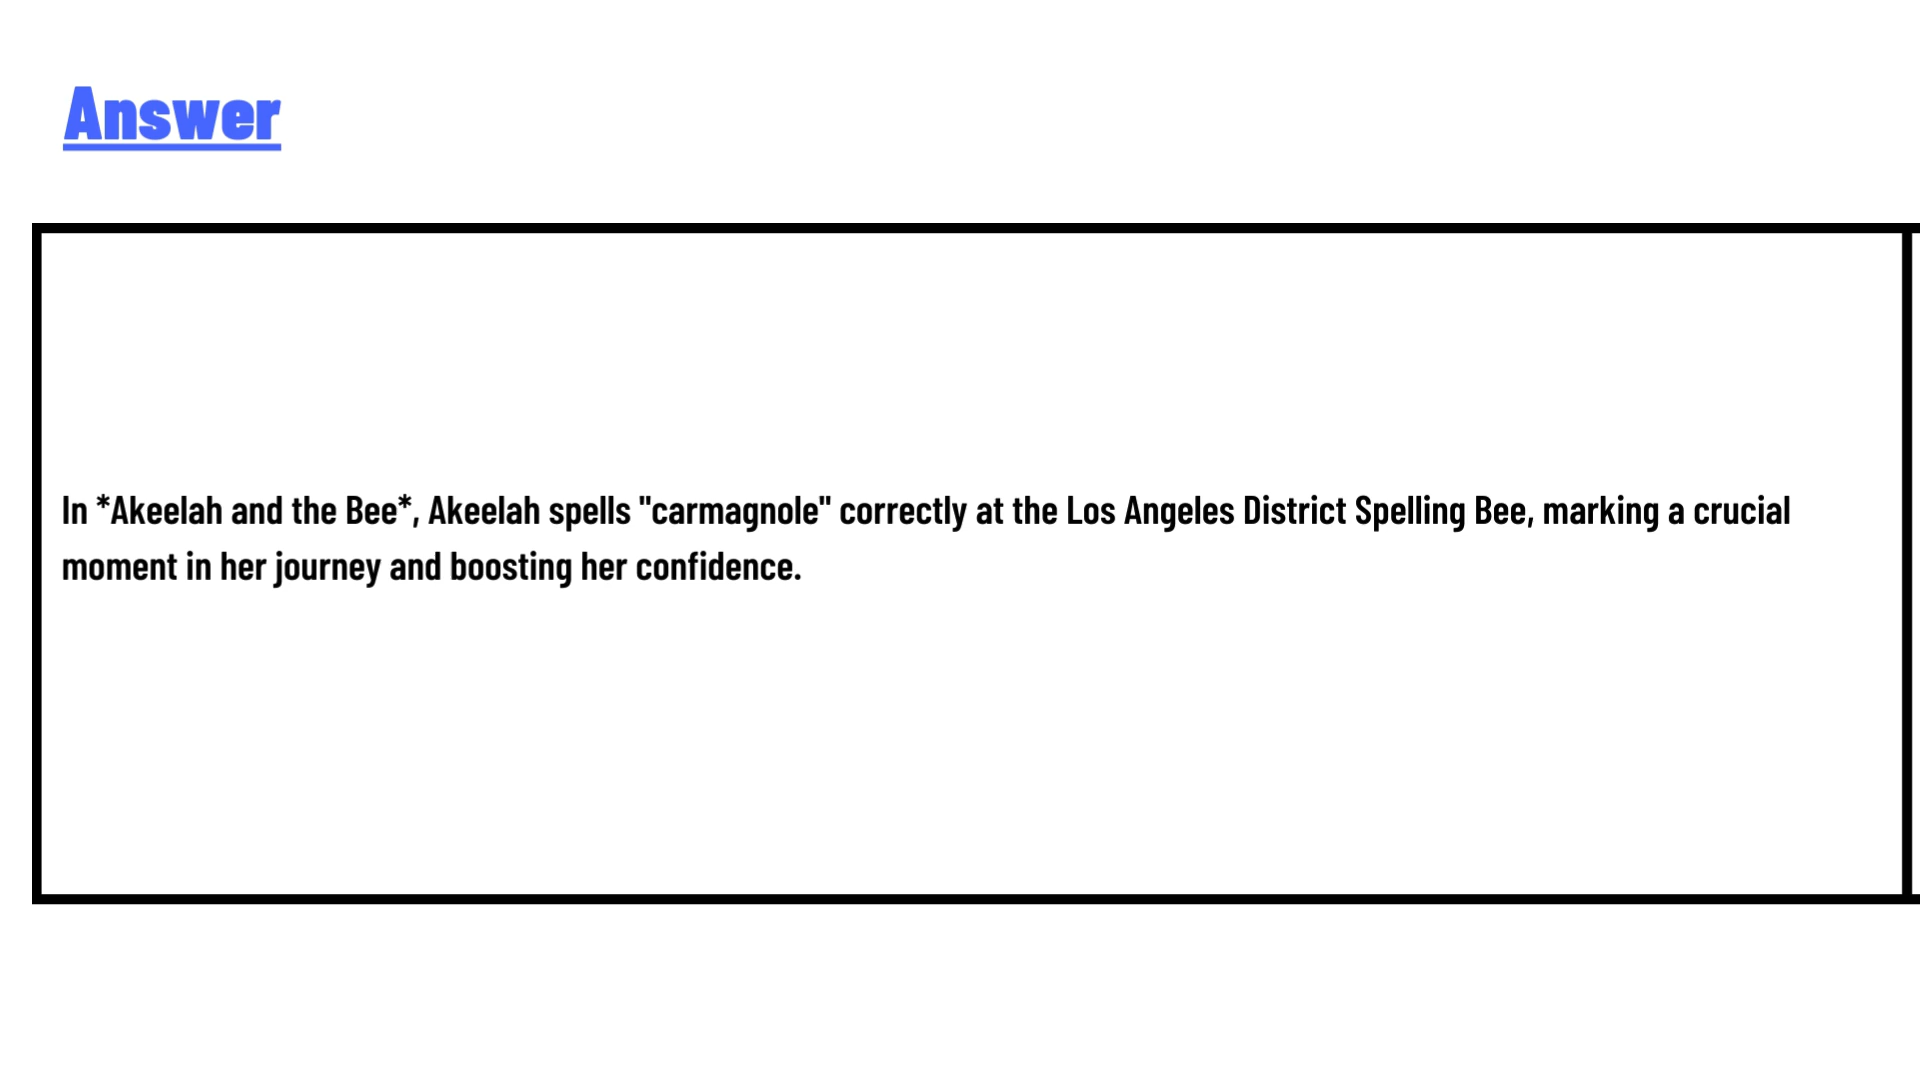 Answer
In *Akeelah and the Bee*, Akeelah spells "carmagnole" correctly at the Los Angeles District Spelling Bee, marking a crucial
moment in her journey and boosting her confidence.